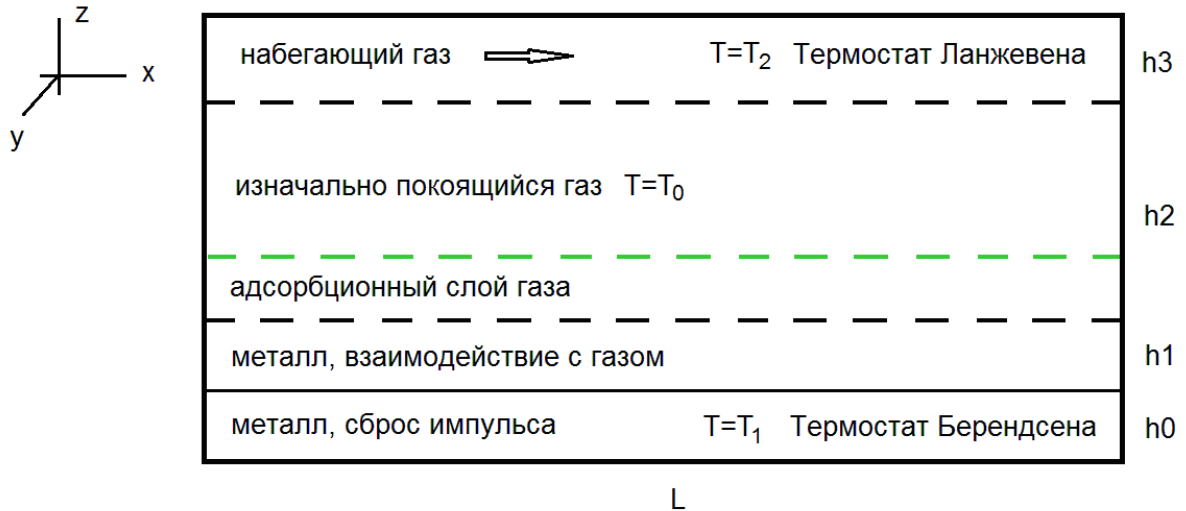 z
x
y
набегающий газ T=T₂ Термостат Ланжевена h3
изначально покоящийся газ T=T₀
h2
адсорбционный слой газа
металл, взаимодействие с газом h1
металл, сброс импульса T=T₁ Термостат Берендсена h0
L